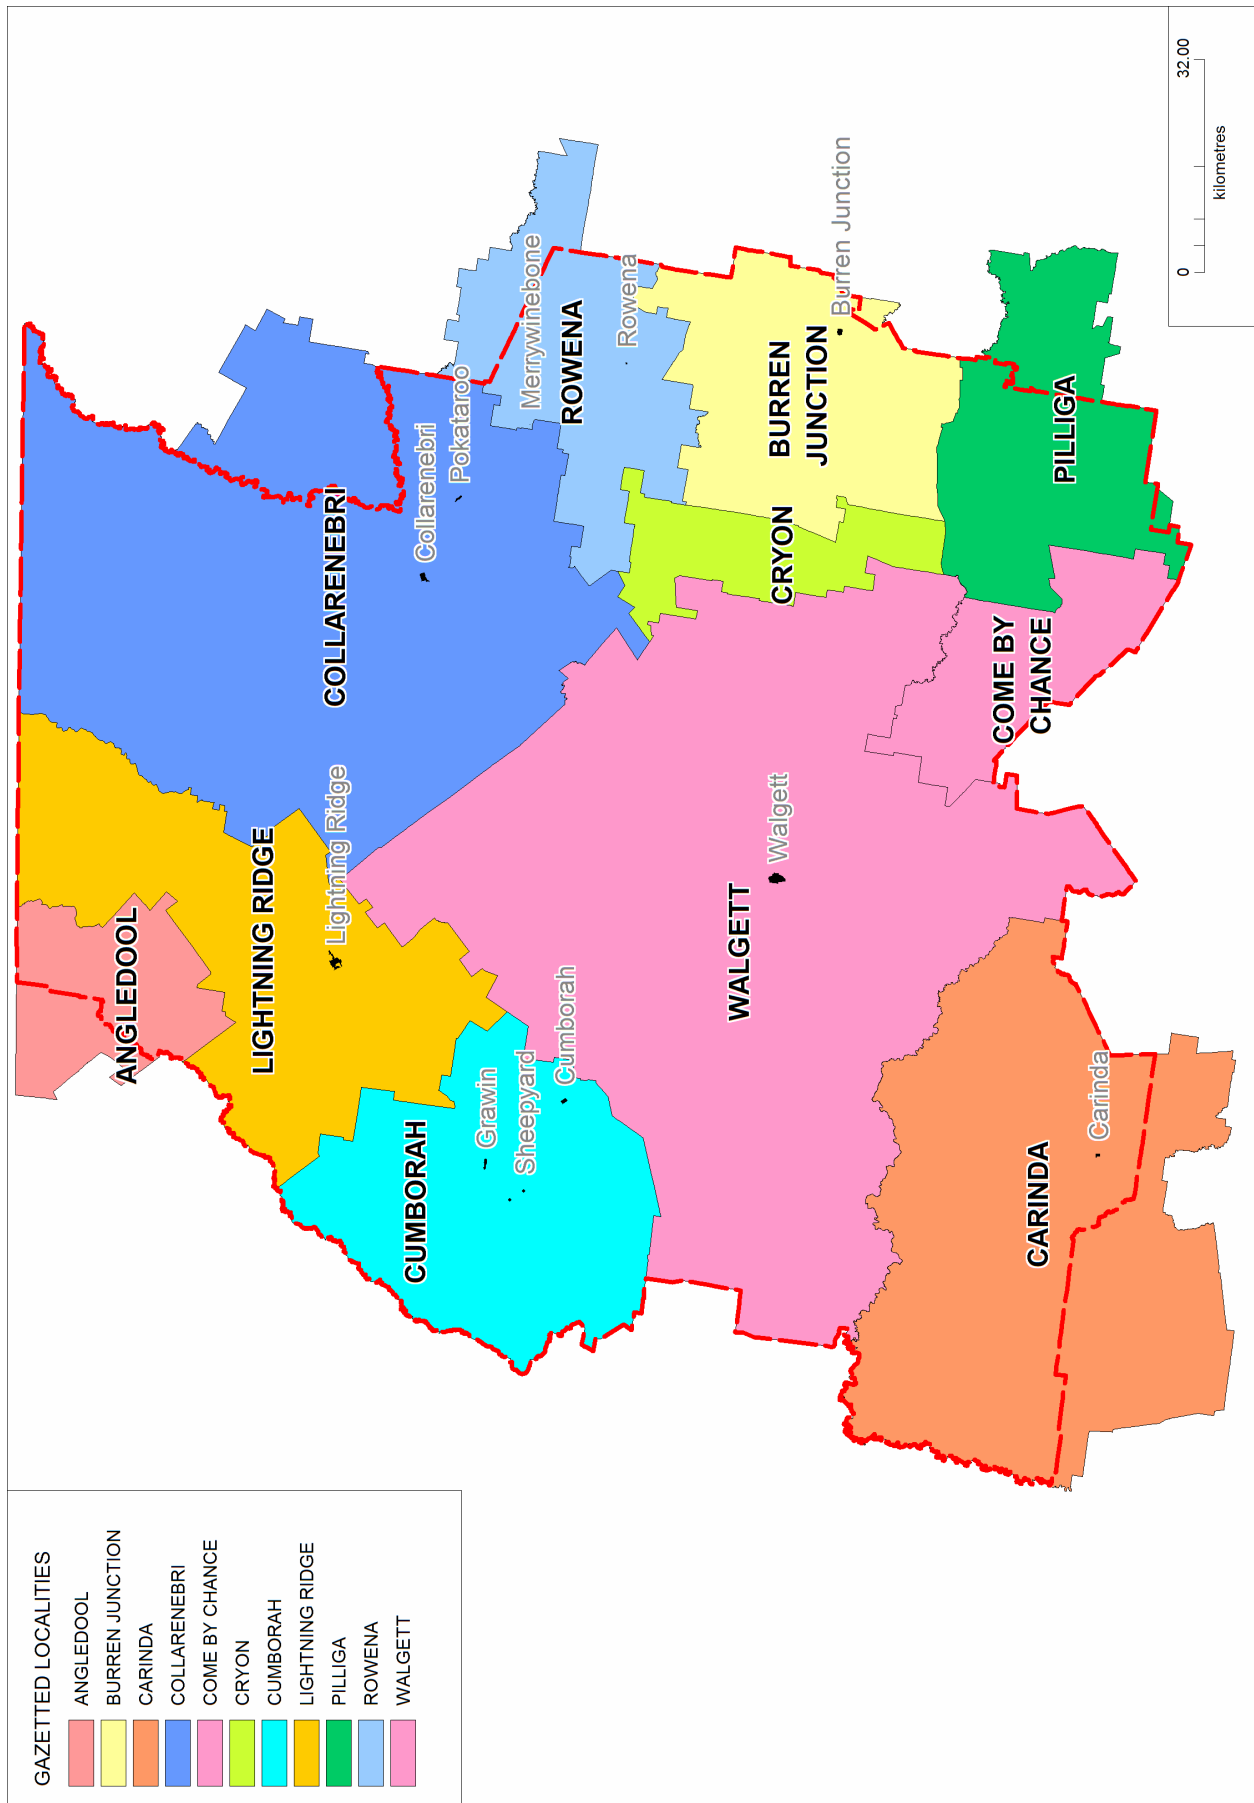 GAZETTED LOCALITIES
ANGLEDOOL
BURREN JUNCTION
CARINDA
COLLARENEBRI
COME BY CHANCE
CRYON
CUMBORAH
LIGHTNING RIDGE
PILLIGA
ROWENA
WALGETT
ANGLEDOOL
LIGHTNING RIDGE
Lightning Ridge
COLLARENEBRI
Collarenebri
Pokataroo
Merrywinebone
ROWENA
Rowena
CUMBORAH
Grawin
Sheepyard
Cumborah
WALGETT
Walgett
CRYON
BURREN
JUNCTION
Burren Junction
COME BY
CHANCE
PILLIGA
CARINDA
Carinda
0
32.00
kilometres